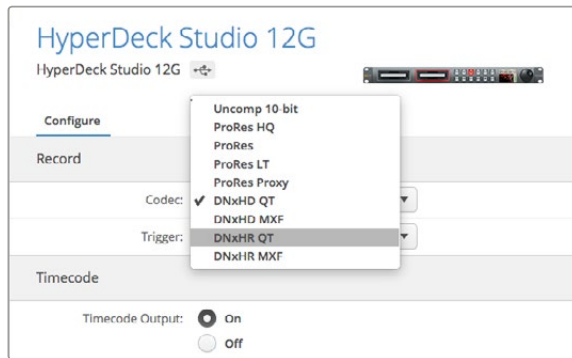 HyperDeck Studio 12G
HyperDeck Studio 12G
Configure
Record
Codec:
Trigger:
Uncomp 10-bit
ProRes HQ
ProRes
ProRes LT
ProRes Proxy
✔ DNxHD QT
DNxHD MXF
DNxHR QT
DNxHR MXF
Timecode
Timecode Output:
On
Off